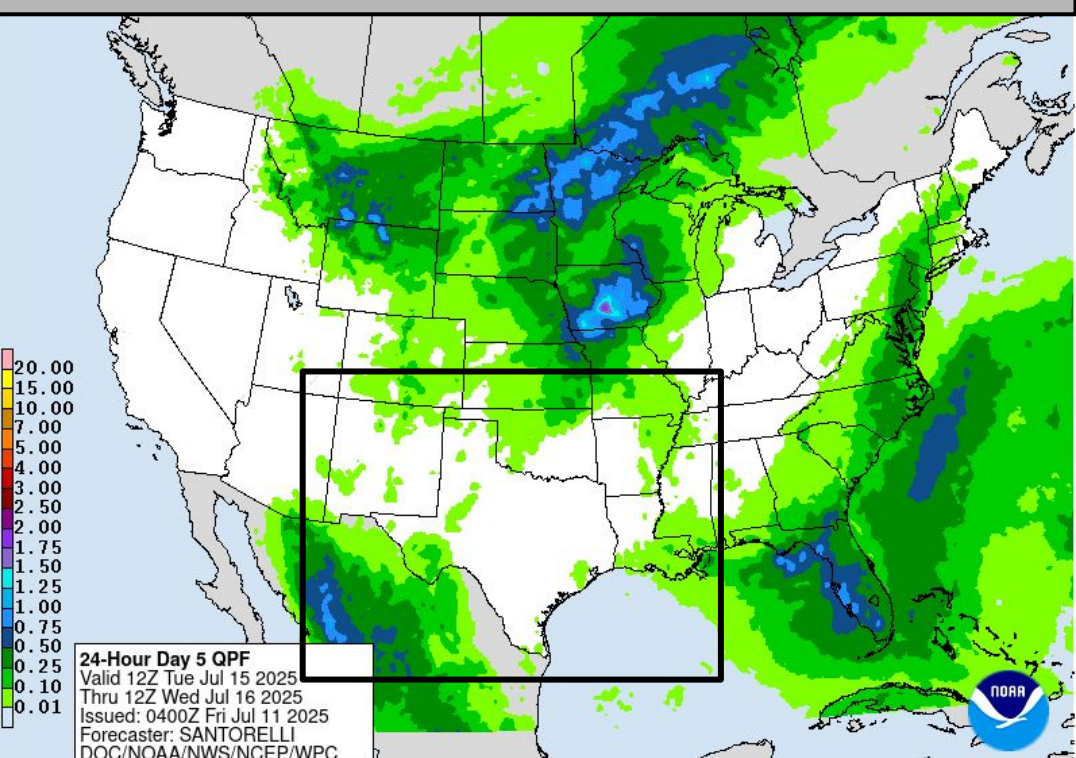 20.00
15.00
10.00
7.00
5.00
4.00
3.00
2.50
2.00
1.75
1.50
1.25
1.00
0.75
0.50
0.25
0.10
0.01
24-Hour Day 5 QPF
Valid 12Z Tue Jul 15 2025
Thru 12Z Wed Jul 16 2025
Issued: 0400Z Fri Jul 11 2025
Forecaster: SANTORELLI
DOC/NOAA/NWS/NCEP/WPC
NOAA